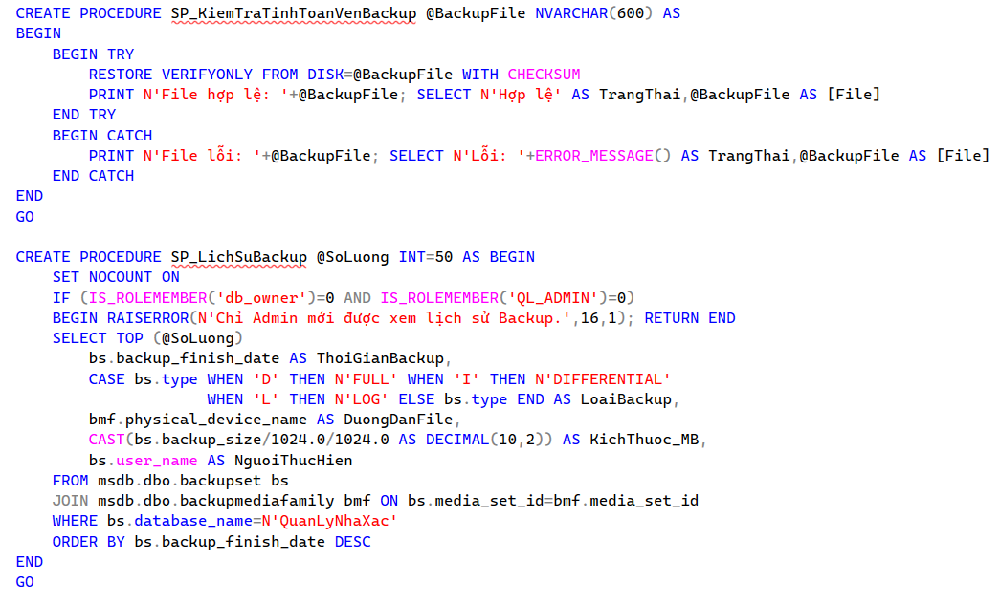 CREATE PROCEDURE SP_KiemTraTinhToanVenBackup @BackupFile NVARCHAR(600) AS
BEGIN
    BEGIN TRY
        RESTORE VERIFYONLY FROM DISK=@BackupFile WITH CHECKSUM
        PRINT N'File hợp lệ: '+@BackupFile; SELECT N'Hợp lệ' AS TrangThai,@BackupFile AS [File]
    END TRY
    BEGIN CATCH
        PRINT N'File lỗi: '+@BackupFile; SELECT N'Lỗi: '+ERROR_MESSAGE() AS TrangThai,@BackupFile AS [File]
    END CATCH
END
GO

CREATE PROCEDURE SP_LichSuBackup @SoLuong INT=50 AS BEGIN
    SET NOCOUNT ON
    IF (IS_ROLEMEMBER('db_owner')=0 AND IS_ROLEMEMBER('QL_ADMIN')=0)
    BEGIN RAISERROR(N'Chỉ Admin mới được xem lịch sử Backup.',16,1); RETURN END
    SELECT TOP (@SoLuong)
        bs.backup_finish_date AS ThoiGianBackup,
        CASE bs.type WHEN 'D' THEN N'FULL' WHEN 'I' THEN N'DIFFERENTIAL'
                     WHEN 'L' THEN N'LOG' ELSE bs.type END AS LoaiBackup,
        bmf.physical_device_name AS DuongDanFile,
        CAST(bs.backup_size/1024.0/1024.0 AS DECIMAL(10,2)) AS KichThuoc_MB,
        bs.user_name AS NguoiThucHien
    FROM msdb.dbo.backupset bs
    JOIN msdb.dbo.backupmediafamily bmf ON bs.media_set_id=bmf.media_set_id
    WHERE bs.database_name=N'QuanLyNhaXac'
    ORDER BY bs.backup_finish_date DESC
END
GO